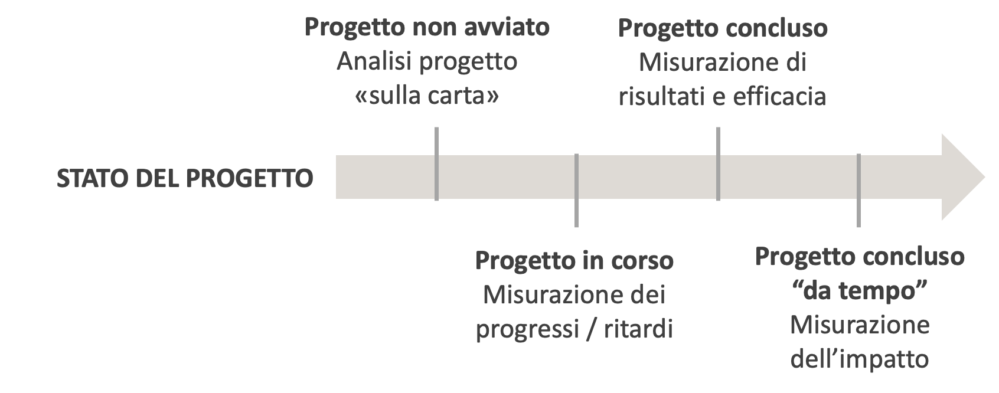 Progetto non avviato
Analisi progetto
«sulla carta»
Progetto concluso
Misurazione di
risultati e efficacia
STATO DEL PROGETTO
Progetto in corso
Misurazione dei
progressi / ritardi
Progetto concluso
“da tempo”
Misurazione
dell’impatto